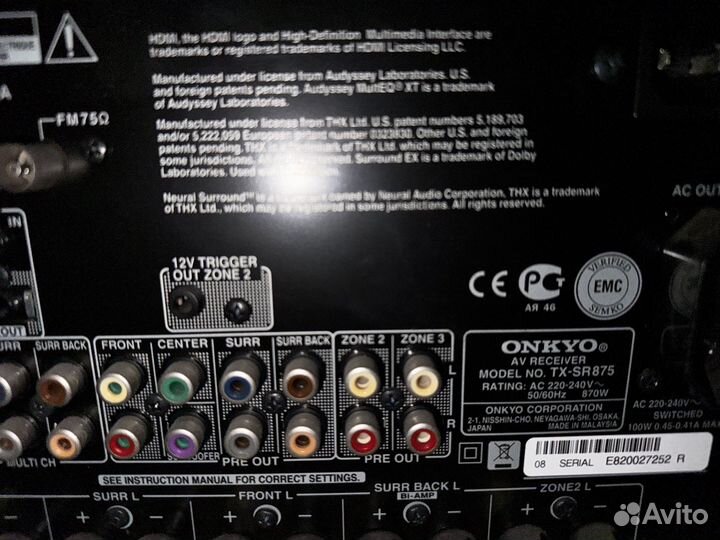 HDMI, the HDMI logo and High-Definition Multimedia Interface are
trademarks or registered trademarks of HDMI Licensing LLC.
Manufactured under license from Audyssey Laboratories. U.S.
and foreign patents pending. Audyssey MultEQ® XT is a trademark
of Audyssey Laboratories.
FM75Ω
Manufactured under license from THX Ltd. U.S. patent numbers 5,189,703
and/or 5,222,059 European patent number Other U.S. and foreign
patents pending. THX is a trademark of THX Ltd., which may be registered in
some jurisdictions. All rights reserved. Surround EX is a trademark of Dolby
Laboratories. Used
Neural Surround™ is a trademark owned by Neural Audio Corporation, THX is a trademark
of THX Ltd., which may be registered in some jurisdictions.
AC OUT
IN
OUT
12V TRIGGER
OUT ZONE 2
CE
PC
АЯ 46
VERIFIED
EMC
SEMKO
SURR
SURR BACK
FRONT
CENTER
SURR
SURR BACK
ZONE 2
ZONE 3
L
R
ONKYO®
AV RECEIVER
MODEL NO. TX-SR875
RATING: AC 220-240V~
50/60Hz 870W
ONKYO CORPORATION
2-1, NISSHIN-CHO, NEYAGAWA-SHI, OSAKA,
JAPAN MADE IN MALAYSIA
AC 220-240V~
SWITCHED
100W 0.45-0.41A MAX
MULTI CH
SUBWOOFER
PRE OUT
PRE OUT
08 SERIAL E820027252 R
SEE INSTRUCTION MANUAL FOR CORRECT SETTINGS.
SURR L
FRONT L
SURR BACK L
BI-AMP
ZONE2 L
+ − + − + − + −
Avito